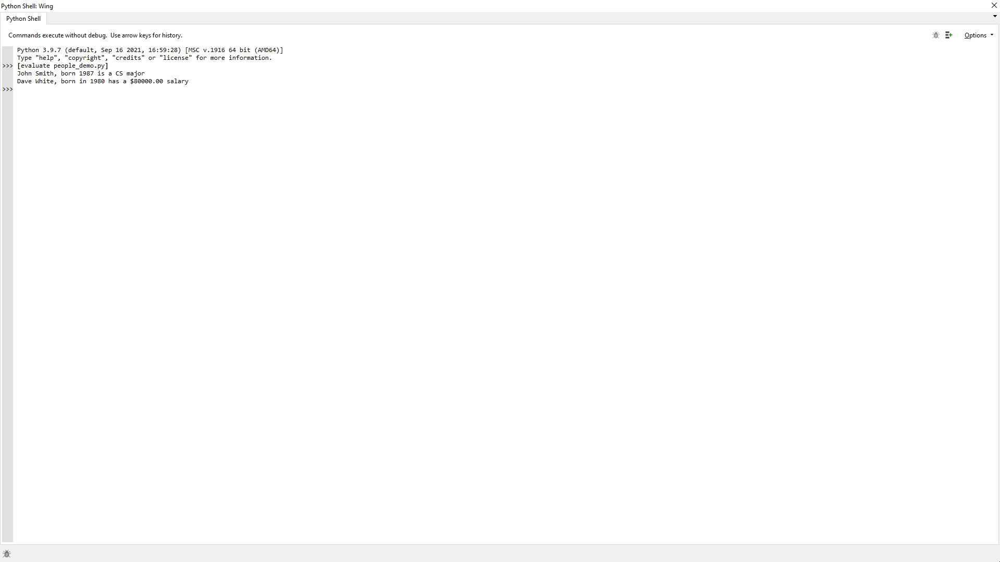 Python Shell: Wing
Python Shell
Commands execute without debug.  Use arrow keys for history.
Options
Python 3.9.7 (default, Sep 16 2021, 16:59:28) [MSC v.1916 64 bit (AMD64)]
Type "help", "copyright", "credits" or "license" for more information.
>>> [evaluate people_demo.py]
John Smith, born 1987 is a CS major
Dave White, born in 1980 has a $80000.00 salary
>>>